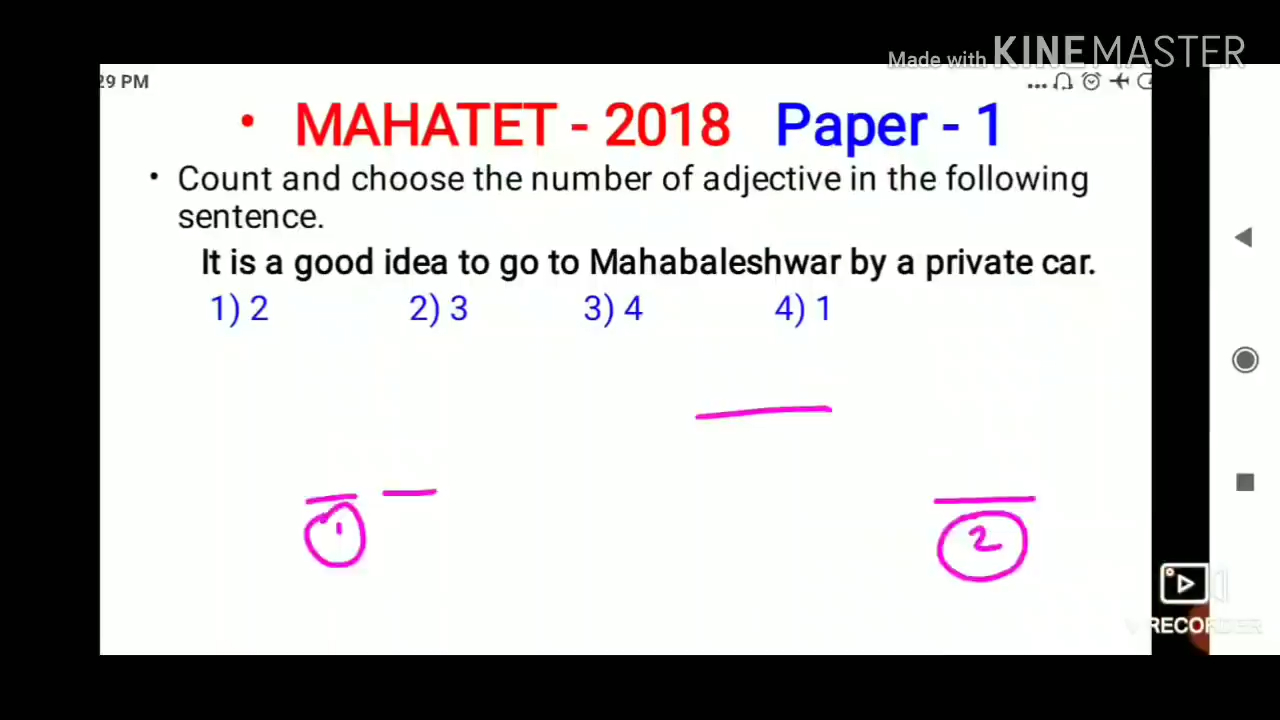 Made with KINEMASTER
29 PM
• MAHATET - 2018 Paper - 1
• Count and choose the number of adjective in the following
sentence.
It is a good idea to go to Mahabaleshwar by a private car.
1) 2 2) 3 3) 4 4) 1
1
2
RECORDER